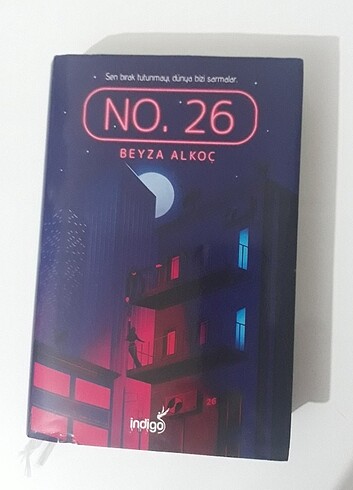 Sen bırak tutunmayı, dünya bizi sarmalar.
NO. 26
BEYZA ALKOÇ
26
indigo